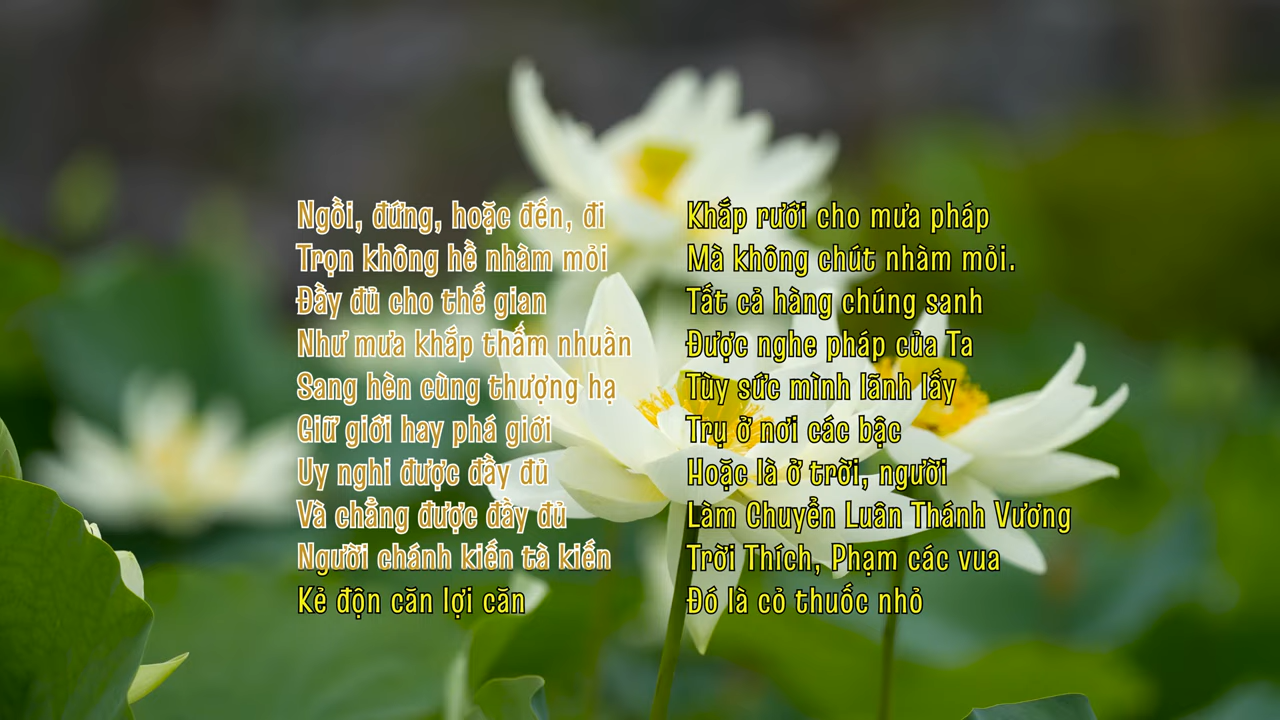 Ngồi, đứng, hoặc đến, đi
Trọn không hề nhàm mỏi
Đầy đủ cho thế gian
Như mưa khắp thấm nhuần
Sang hèn cùng thượng hạ
Giữ giới hay phá giới
Uy nghi được đầy đủ
Và chẳng được đầy đủ
Người chánh kiến tà kiến
Kẻ độn căn lợi căn
Khắp rưới cho mưa pháp
Mà không chút nhàm mỏi.
Tất cả hàng chúng sanh
Được nghe pháp của Ta
Tùy sức mình lãnh lấy
Trụ ở nơi các bậc
Hoặc là ở trời, người
Làm Chuyển Luân Thánh Vương
Trời Thích, Phạm các vua
Đó là cỏ thuốc nhỏ